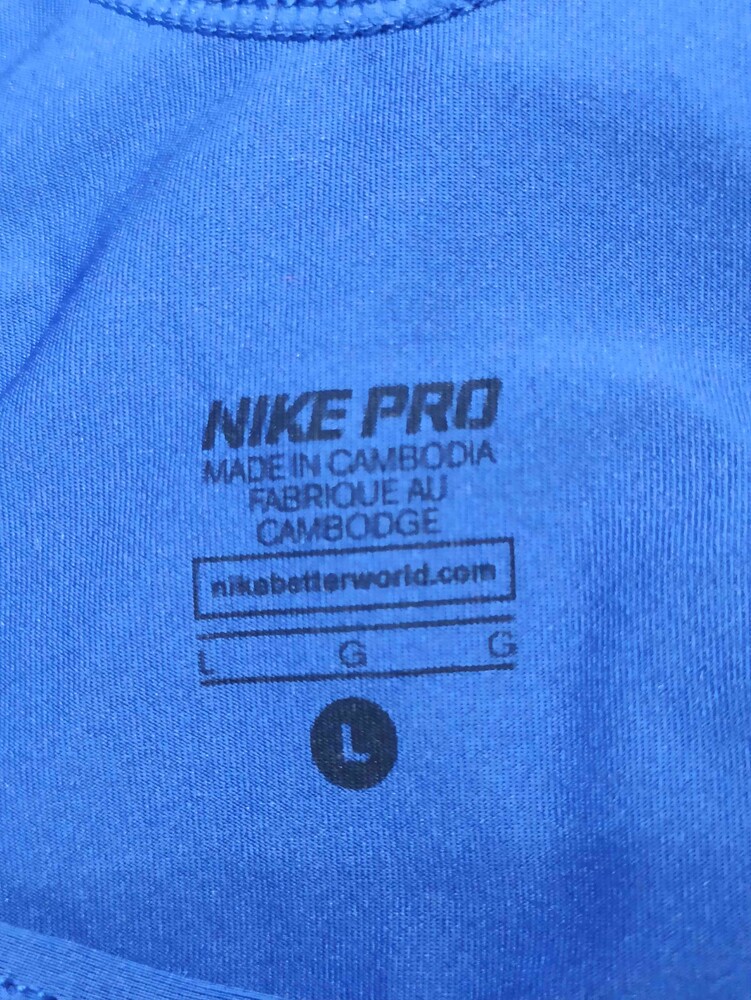 NIKE PRO
MADE IN CAMBODIA
FABRIQUE AU
CAMBODGE
nikebetterworld.com
L G G
L